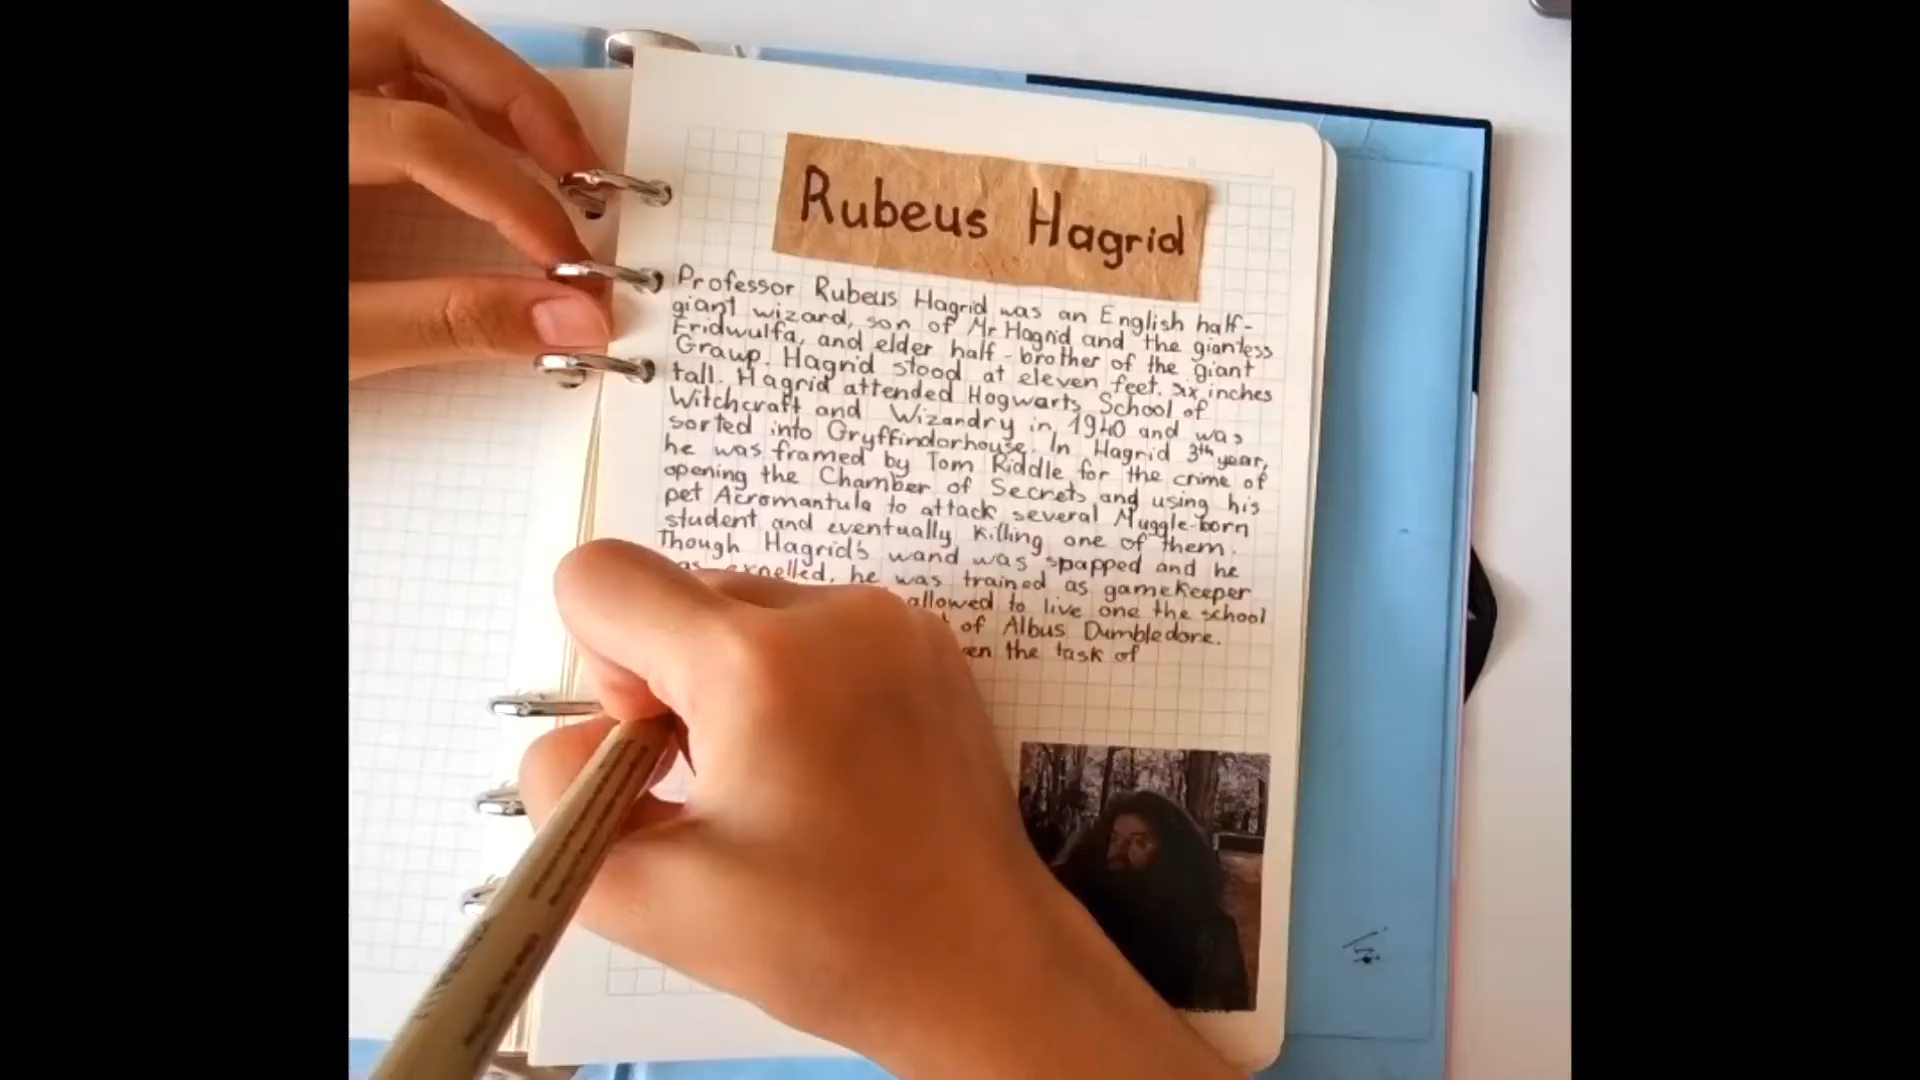 Rubeus Hagrid
Professor Rubeus Hagrid was an English half-
giant wizard, son of Mr Hagrid and the giantess
Fridwulfa, and elder half-brother of the giant
Graup. Hagrid stood at eleven feet, six inches
tall. Hagrid attended Hogwarts School of
Witchcraft and Wizandry in 1940 and was
sorted into Gryffindorhouse. In Hagrid 3th year,
he was framed by Tom Riddle for the crime of
opening the Chamber of Secrets and using his
pet Acromantula to attack several Muggle-born
student and eventually killing one of them.
Though Hagrid's wand was spapped and he
expelled, he was trained as gamekeeper
allowed to live one the school
of Albus Dumbledore.
the task of